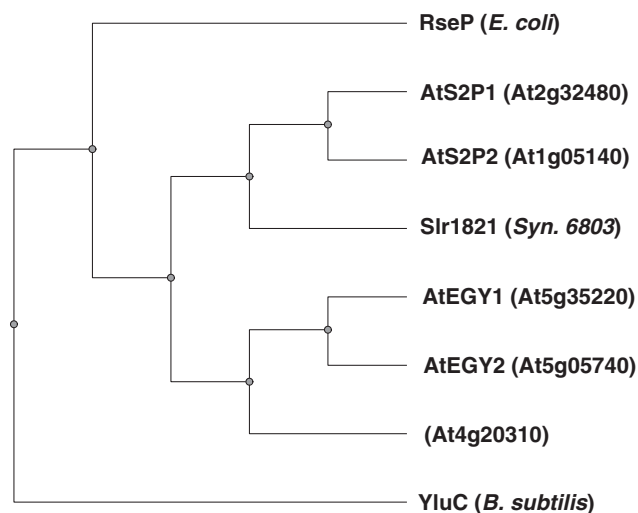 RseP (E. coli)
AtS2P1 (At2g32480)
AtS2P2 (At1g05140)
Slr1821 (Syn. 6803)
AtEGY1 (At5g35220)
AtEGY2 (At5g05740)
(At4g20310)
YluC (B. subtilis)